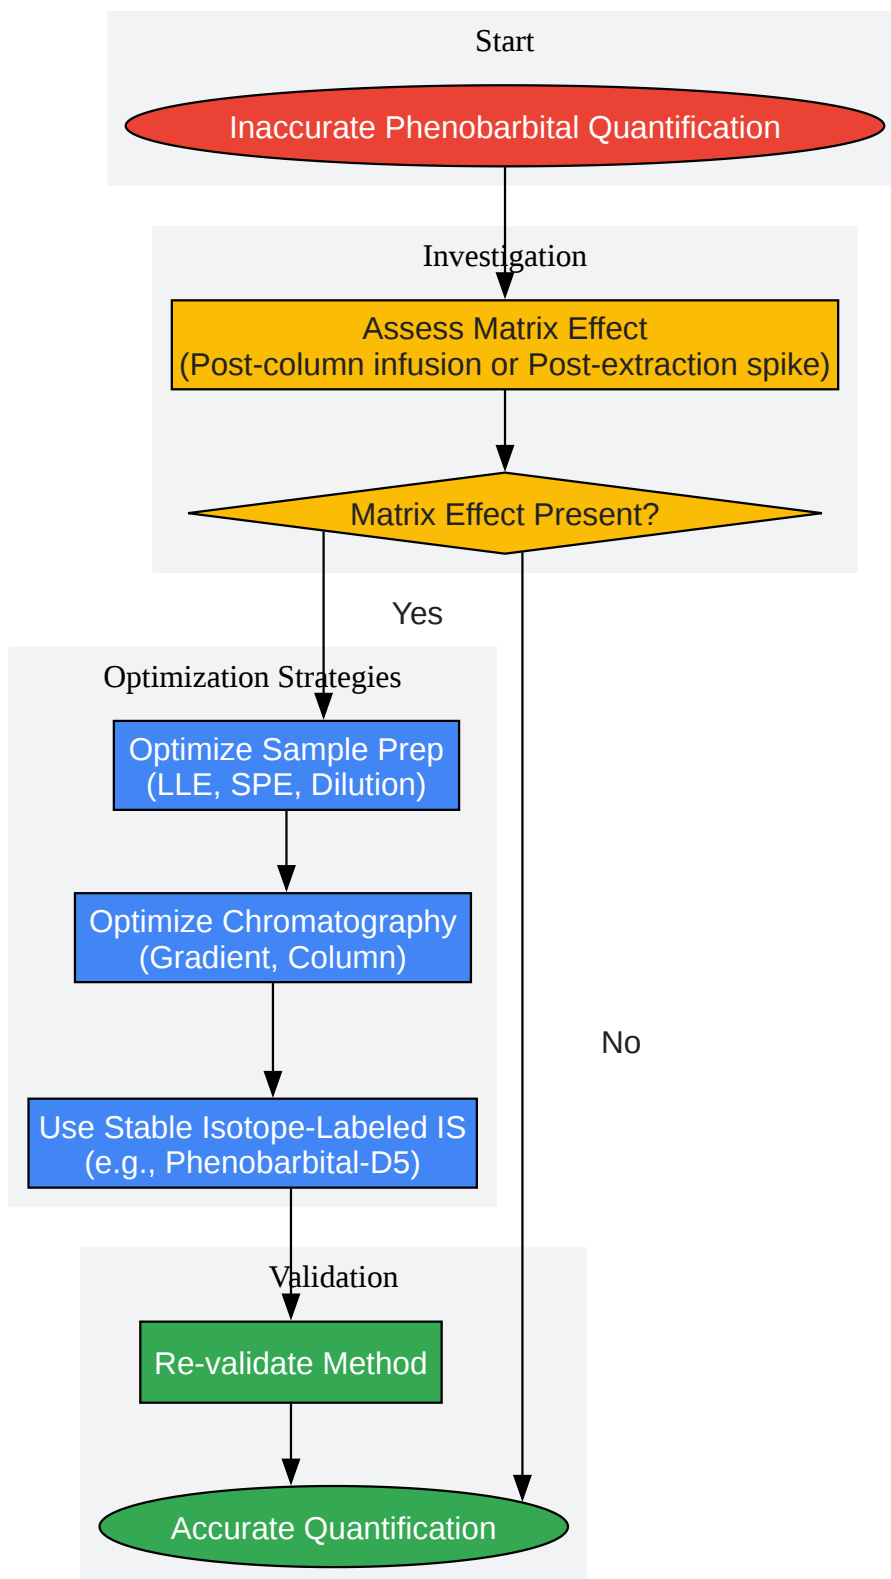 Start
Inaccurate Phenobarbital Quantification
Investigation
Assess Matrix Effect
(Post-column infusion or Post-extraction spike)
Matrix Effect Present?
Yes
Optimization Strategies
Optimize Sample Prep
(LLE, SPE, Dilution)
Optimize Chromatography
(Gradient, Column)
No
Use Stable Isotope-Labeled IS
(e.g., Phenobarbital-D5)
Validation
Re-validate Method
Accurate Quantification